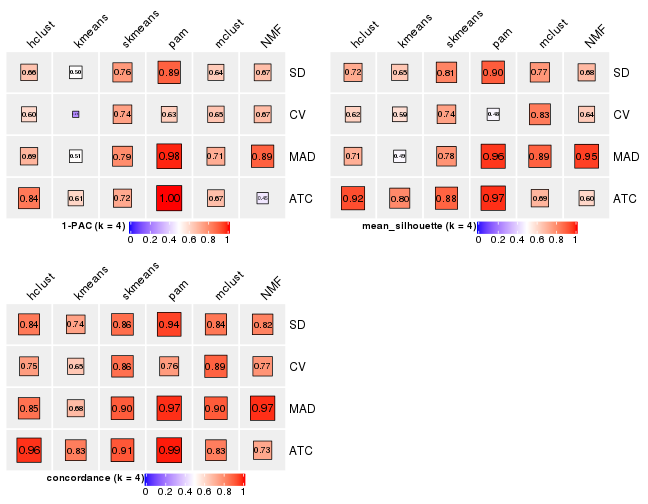 hclust kmeans skmeans pam mclust NMF
0.66 0.50 0.76 0.89 0.64 0.67 SD
0.60 0.74 0.63 0.65 0.67 CV
0.69 0.51 0.79 0.98 0.71 0.89 MAD
0.84 0.61 0.72 1.00 0.67 0.45 ATC
1-PAC (k = 4)
0 0.2 0.4 0.6 0.8 1
hclust kmeans skmeans pam mclust NMF
0.72 0.65 0.81 0.90 0.77 0.68 SD
0.62 0.59 0.74 0.48 0.83 0.64 CV
0.71 0.49 0.78 0.96 0.89 0.95 MAD
0.92 0.80 0.88 0.97 0.69 0.60 ATC
mean_silhouette (k = 4)
0 0.2 0.4 0.6 0.8 1
hclust kmeans skmeans pam mclust NMF
0.84 0.74 0.86 0.94 0.84 0.82 SD
0.75 0.65 0.86 0.76 0.89 0.77 CV
0.85 0.68 0.90 0.97 0.90 0.97 MAD
0.96 0.83 0.91 0.99 0.83 0.73 ATC
concordance (k = 4)
0 0.2 0.4 0.6 0.8 1